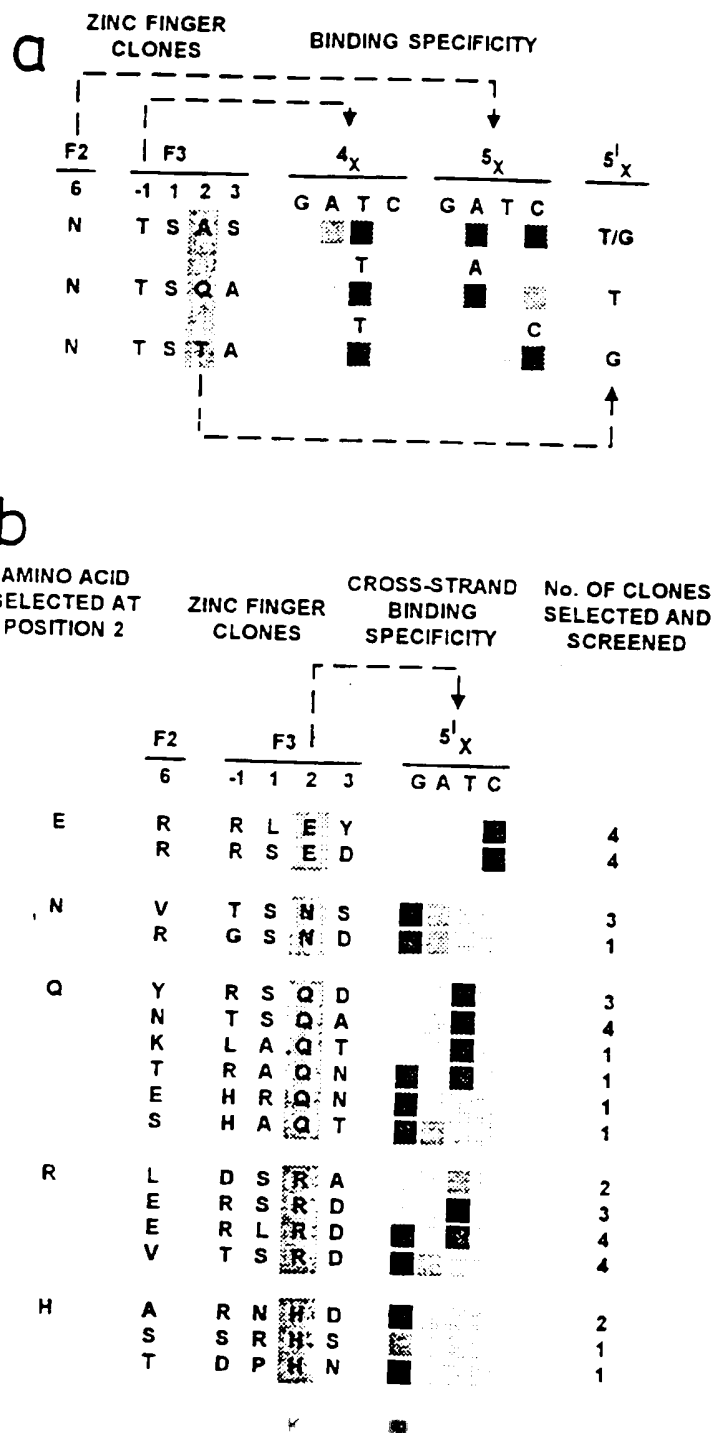 a
ZINC FINGER CLONES BINDING SPECIFICITY
F2 F3 4X 5X 5'X
6 -1 1 2 3 G A T C G A T C
N T S A S T/G
T A
N T S Q A T
T C
N T S T A G
b
AMINO ACID SELECTED AT POSITION 2
ZINC FINGER CLONES
CROSS-STRAND BINDING SPECIFICITY
No. OF CLONES SELECTED AND SCREENED
F2 F3 5'X
6 -1 1 2 3 G A T C
E R R L E Y 4
R R S E D 4
N V T S N S 3
R G S N D 1
Q Y R S Q D 3
N T S Q A 4
K L A Q T 1
T R A Q N 1
E H R Q N 1
S H A Q T 1
R L D S R A 2
E R S R D 3
E R L R D 4
V T S R D 4
H A R N H D 2
S S R H S 1
T D P H N 1